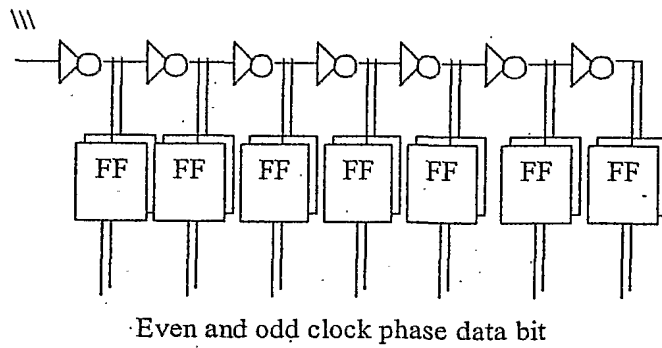 \\\
FF FF FF FF FF FF FF
Even and odd clock phase data bit